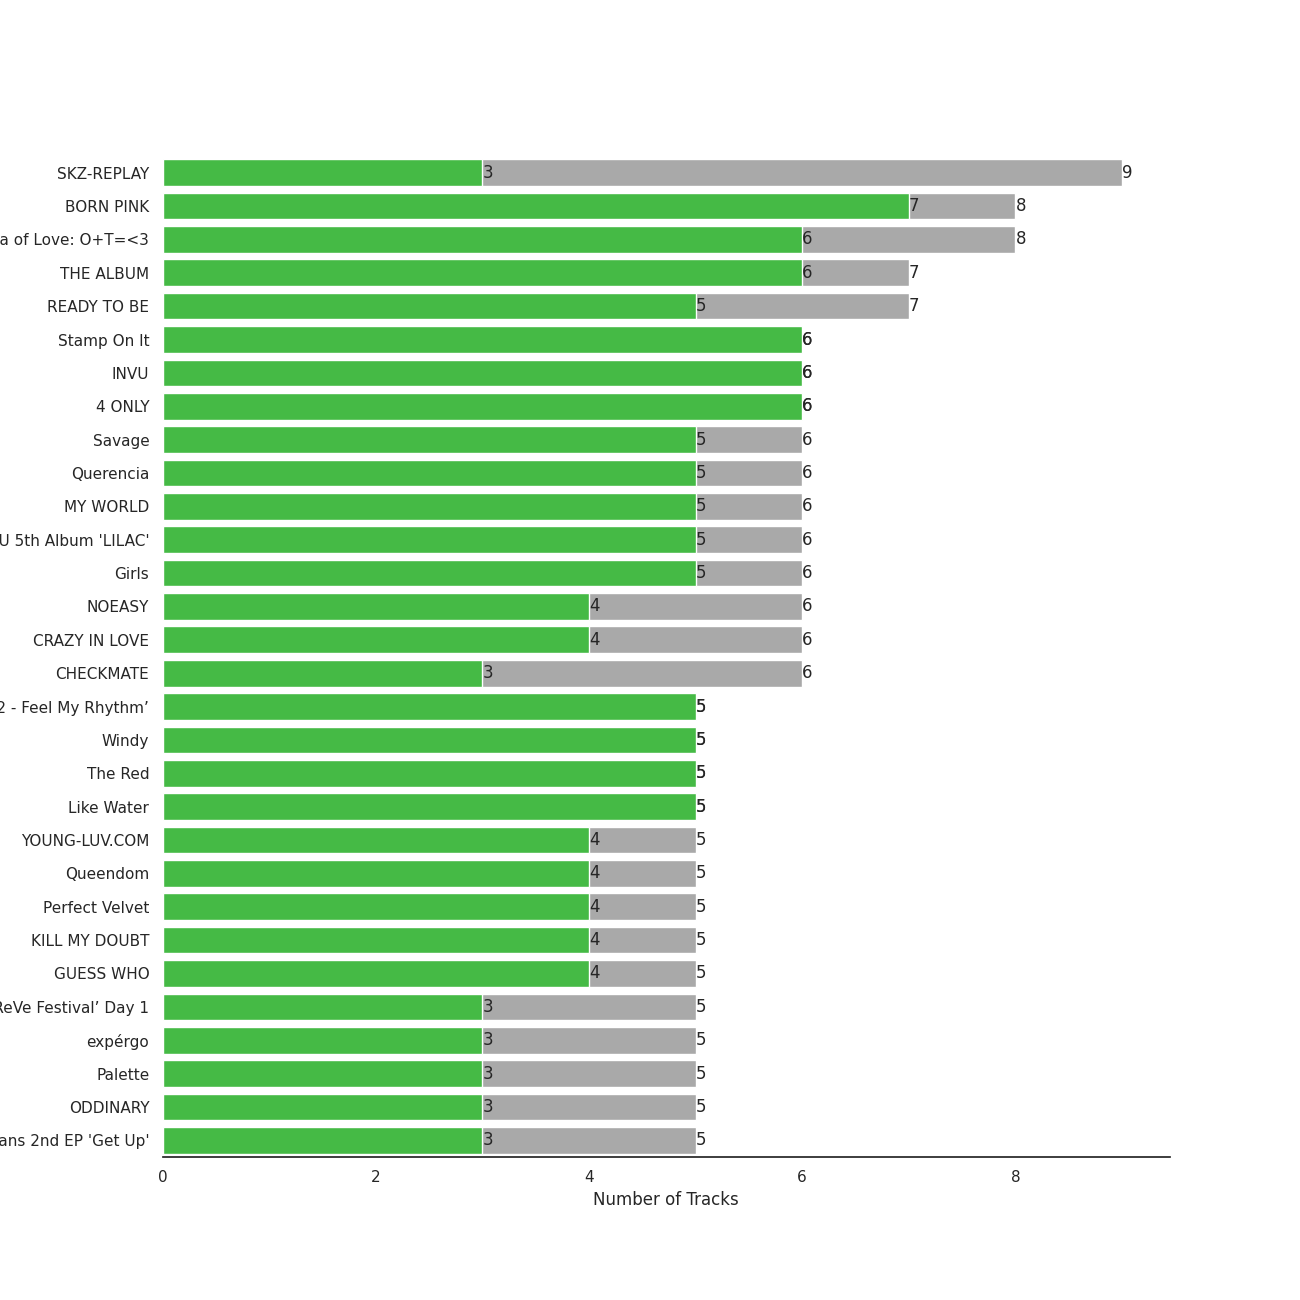 SKZ-REPLAY 3 9
BORN PINK 7 8
a of Love: O+T=<3 6 8
THE ALBUM 6 7
READY TO BE 5 7
Stamp On It 6
INVU 6
4 ONLY 6
Savage 5 6
Querencia 5 6
MY WORLD 5 6
U 5th Album 'LILAC' 5 6
Girls 5 6
NOEASY 4 6
CRAZY IN LOVE 4 6
CHECKMATE 3 6
2 - Feel My Rhythm’ 5
Windy 5
The Red 5
Like Water 5
YOUNG-LUV.COM 4 5
Queendom 4 5
Perfect Velvet 4 5
KILL MY DOUBT 4 5
GUESS WHO 4 5
ReVe Festival’ Day 1 3 5
expérgo 3 5
Palette 3 5
ODDINARY 3 5
ans 2nd EP 'Get Up' 3 5
0 2 4 6 8
Number of Tracks